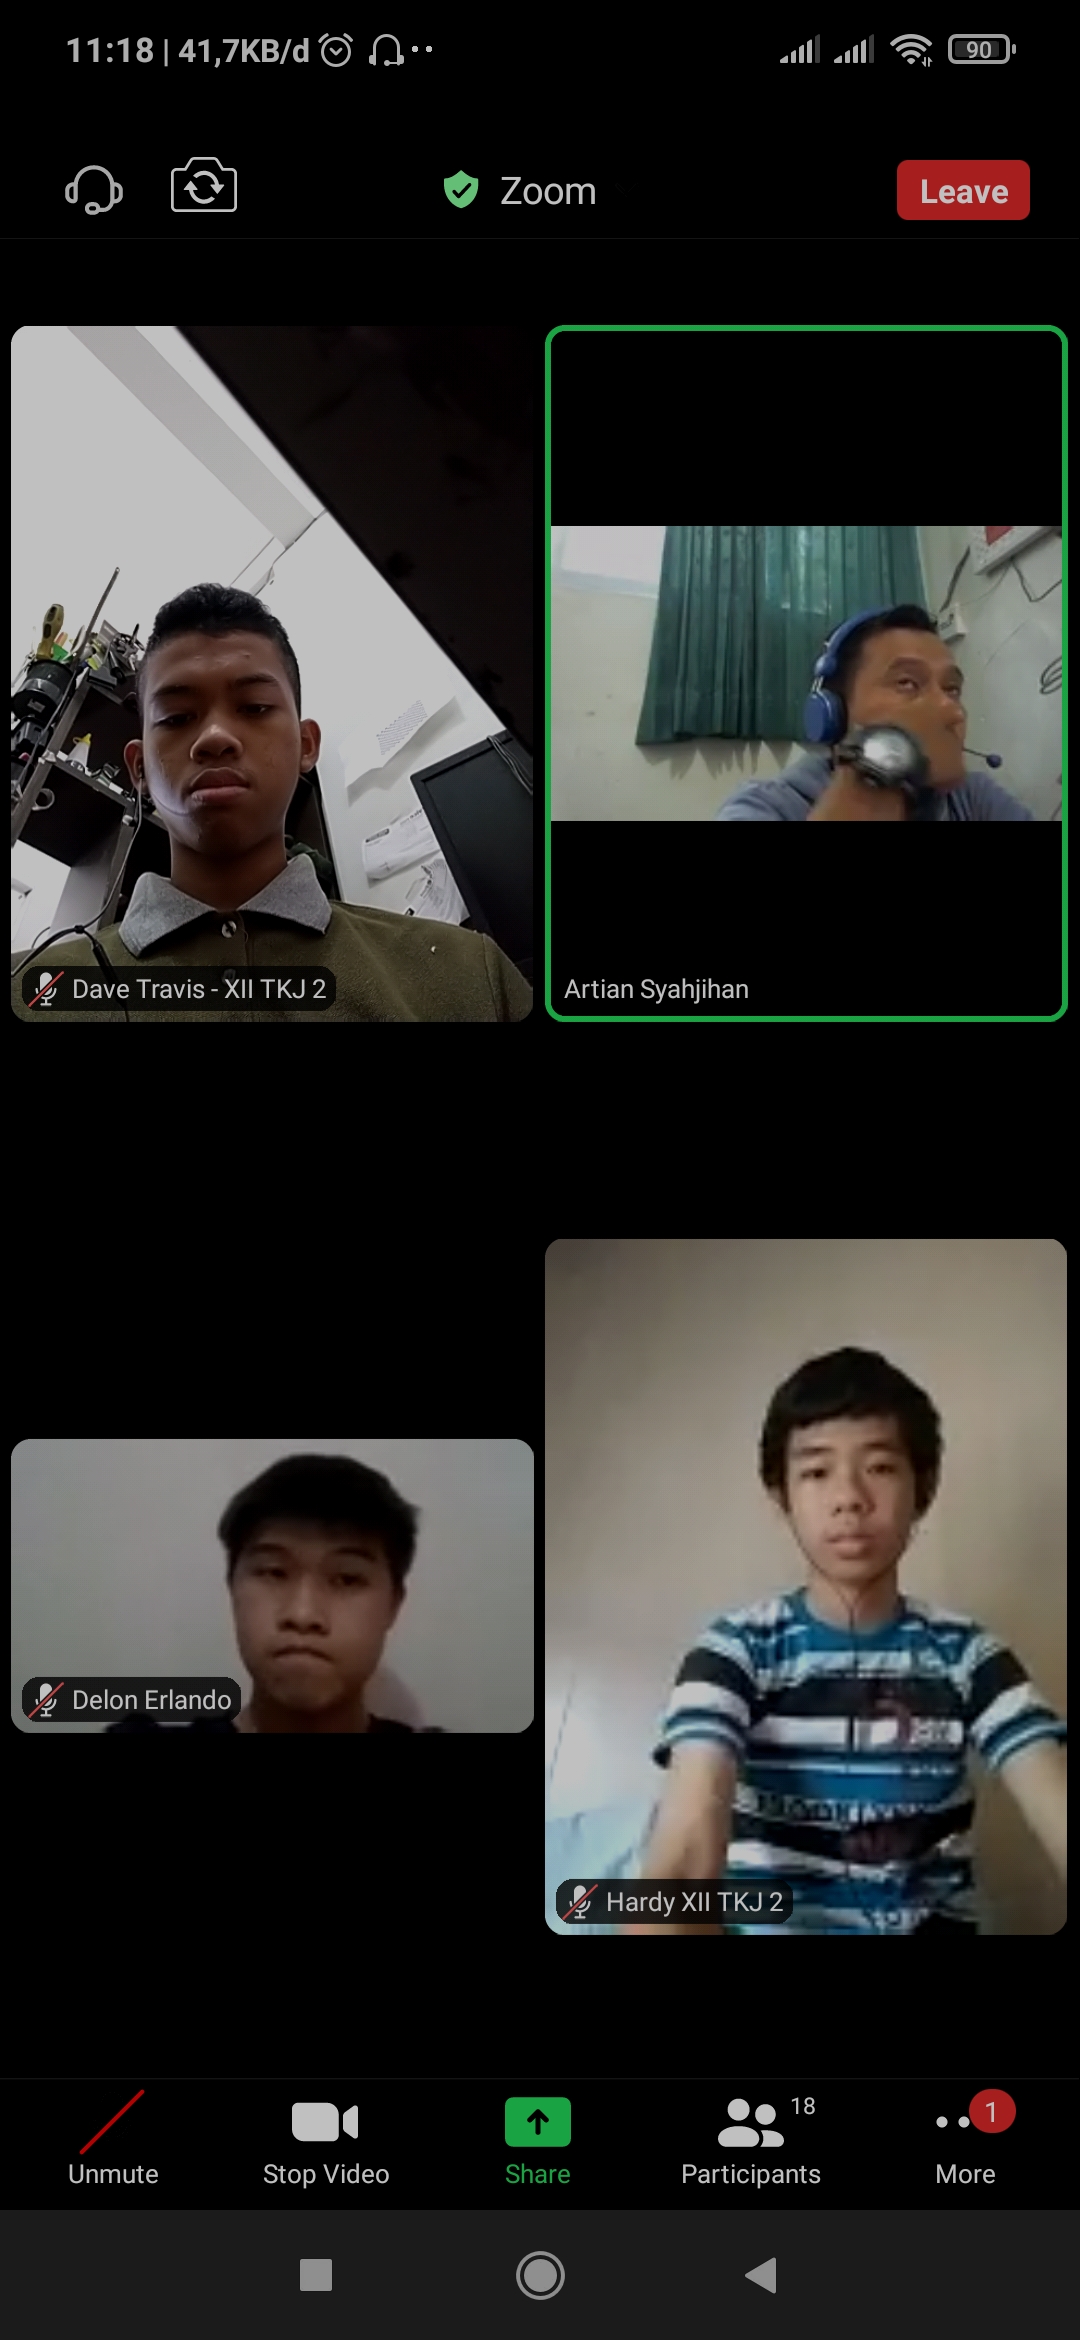 11:18 | 41,7KB/d
90
Zoom
Leave
Dave Travis - XII TKJ 2
Artian Syahjihan
Delon Erlando
Hardy XII TKJ 2
Unmute
Stop Video
Share
18
Participants
1
More